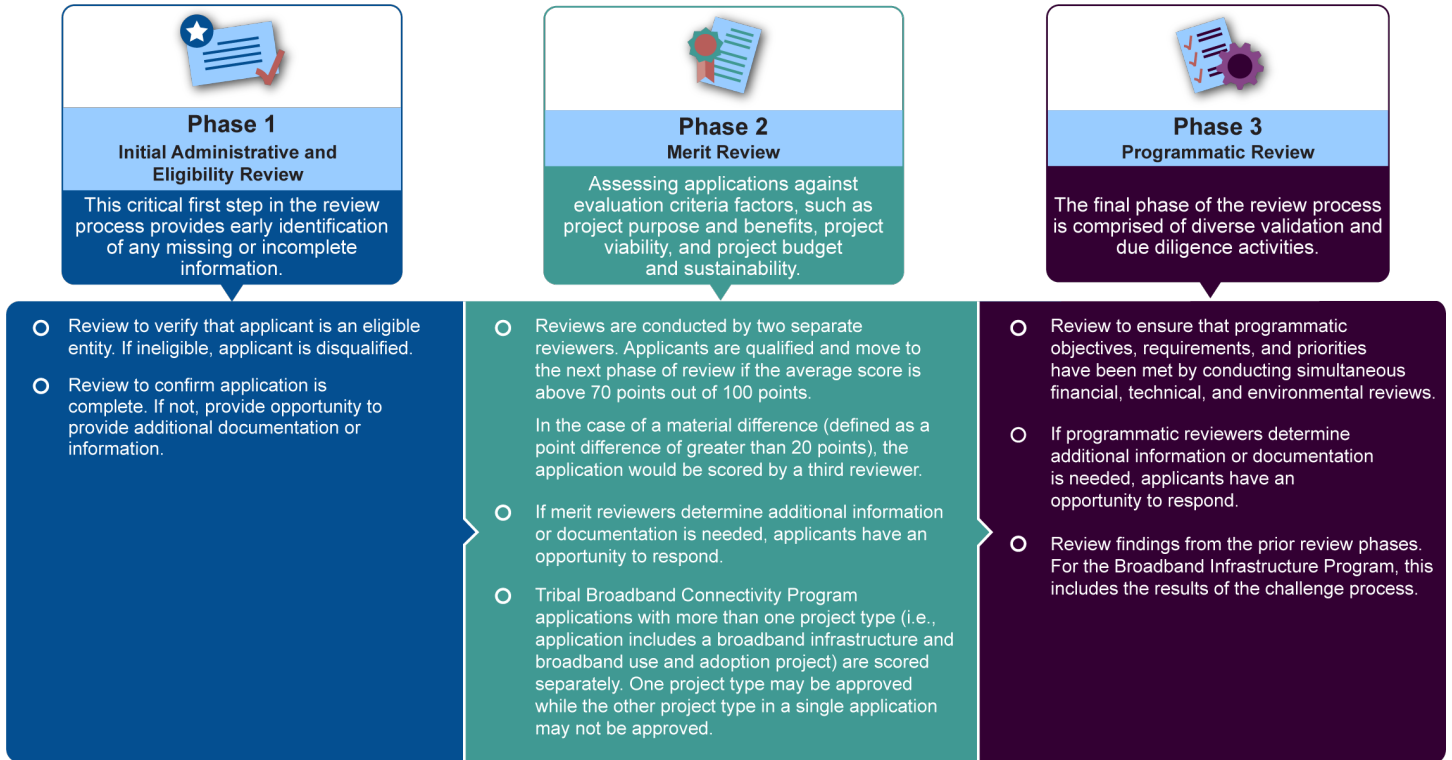 Phase 1
Initial Administrative and
Eligibility Review
This critical first step in the review
process provides early identification
of any missing or incomplete
information.
Review to verify that applicant is an eligible
entity. If ineligible, applicant is disqualified.
Review to confirm application is
complete. If not, provide opportunity to
provide additional documentation or
information.
Phase 2
Merit Review
Assessing applications against
evaluation criteria factors, such as
project purpose and benefits, project
viability, and project budget
and sustainability.
Reviews are conducted by two separate
reviewers. Applicants are qualified and move to
the next phase of review if the average score is
above 70 points out of 100 points.
In the case of a material difference (defined as a
point difference of greater than 20 points), the
application would be scored by a third reviewer.
If merit reviewers determine additional information
or documentation is needed, applicants have an
opportunity to respond.
Tribal Broadband Connectivity Program
applications with more than one project type (i.e.,
application includes a broadband infrastructure and
broadband use and adoption project) are scored
separately. One project type may be approved
while the other project type in a single application
may not be approved.
Phase 3
Programmatic Review
The final phase of the review process
is comprised of diverse validation and
due diligence activities.
Review to ensure that programmatic
objectives, requirements, and priorities
have been met by conducting simultaneous
financial, technical, and environmental reviews.
If programmatic reviewers determine
additional information or documentation
is needed, applicants have an
opportunity to respond.
Review findings from the prior review phases.
For the Broadband Infrastructure Program, this
includes the results of the challenge process.